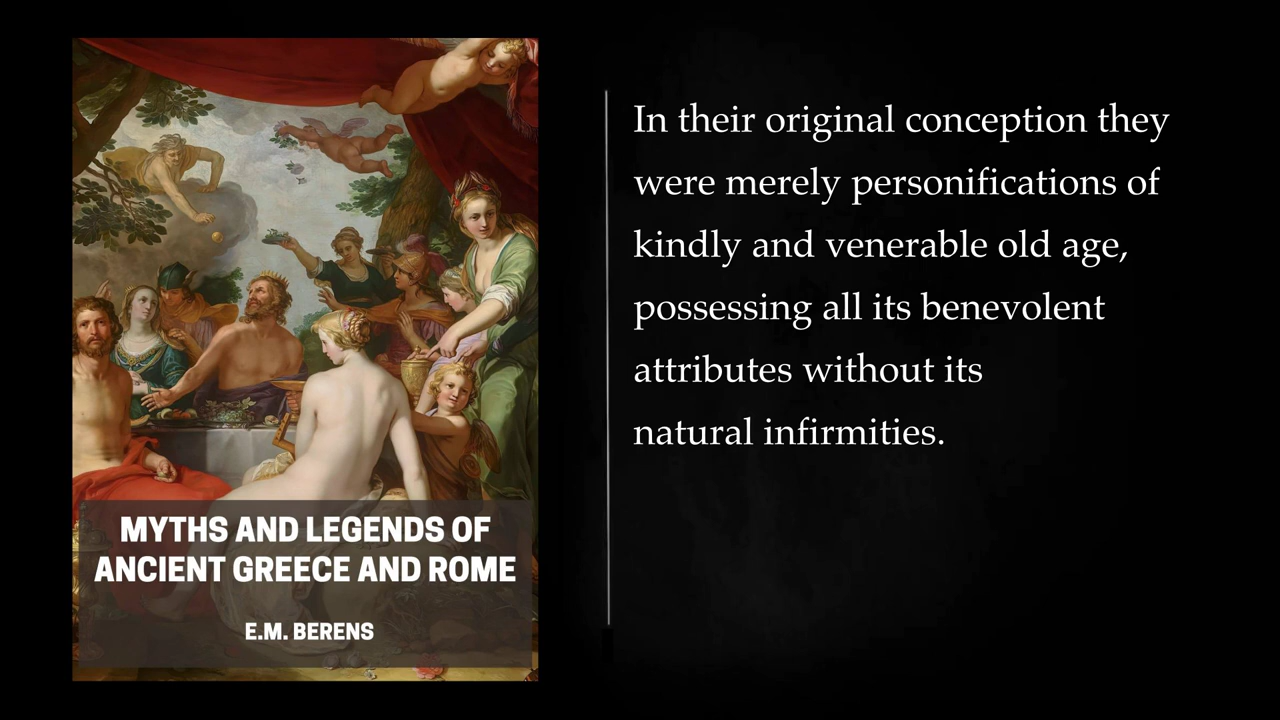 MYTHS AND LEGENDS OF
ANCIENT GREECE AND ROME
E.M. BERENS
In their original conception they
were merely personifications of
kindly and venerable old age,
possessing all its benevolent
attributes without its
natural infirmities.